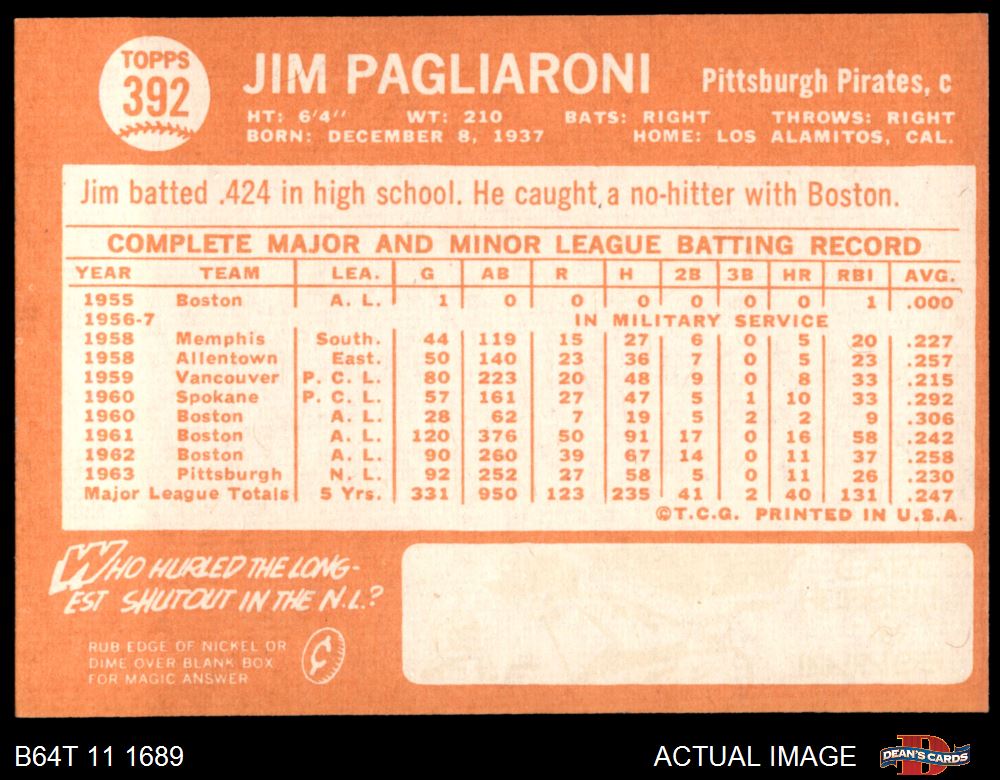 TOPPS
392
JIM PAGLIARONI
Pittsburgh Pirates, c
HT: 6'4'' WT: 210 BATS: RIGHT THROWS: RIGHT
BORN: DECEMBER 8, 1937 HOME: LOS ALAMITOS, CAL.
Jim batted .424 in high school. He caught a no-hitter with Boston.
COMPLETE MAJOR AND MINOR LEAGUE BATTING RECORD
YEAR TEAM LEA. G AB R H 2B 3B HR RBI AVG.
1955 Boston A. L. 1 0 0 0 0 0 0 1 .000
1956-7 IN MILITARY SERVICE
1958 Memphis South. 44 119 15 27 6 0 5 20 .227
1958 Allentown East. 50 140 23 36 7 0 5 23 .257
1959 Vancouver P. C. L. 80 223 20 48 9 0 8 33 .215
1960 Spokane P. C. L. 57 161 27 47 5 1 10 33 .292
1960 Boston A. L. 28 62 7 19 5 2 2 9 .306
1961 Boston A. L. 120 376 50 91 17 0 16 58 .242
1962 Boston A. L. 90 260 39 67 14 0 11 37 .258
1963 Pittsburgh N. L. 92 252 27 58 5 0 11 26 .230
Major League Totals 5 Yrs. 331 950 123 235 41 2 40 131 .247
©T.C.G. PRINTED IN U.S.A.
WHO HURLED THE LONG-
EST SHUTOUT IN THE N.L.?
RUB EDGE OF NICKEL OR
DIME OVER BLANK BOX
FOR MAGIC ANSWER
¢
B64T 11 1689
ACTUAL IMAGE
D
DEAN'S CARDS